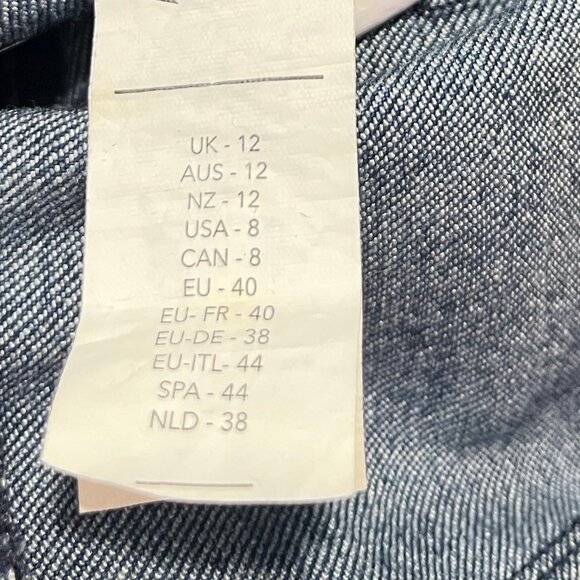 UK - 12
AUS - 12
NZ - 12
USA - 8
CAN - 8
EU - 40
EU- FR - 40
EU-DE - 38
EU-ITL- 44
SPA - 44
NLD - 38